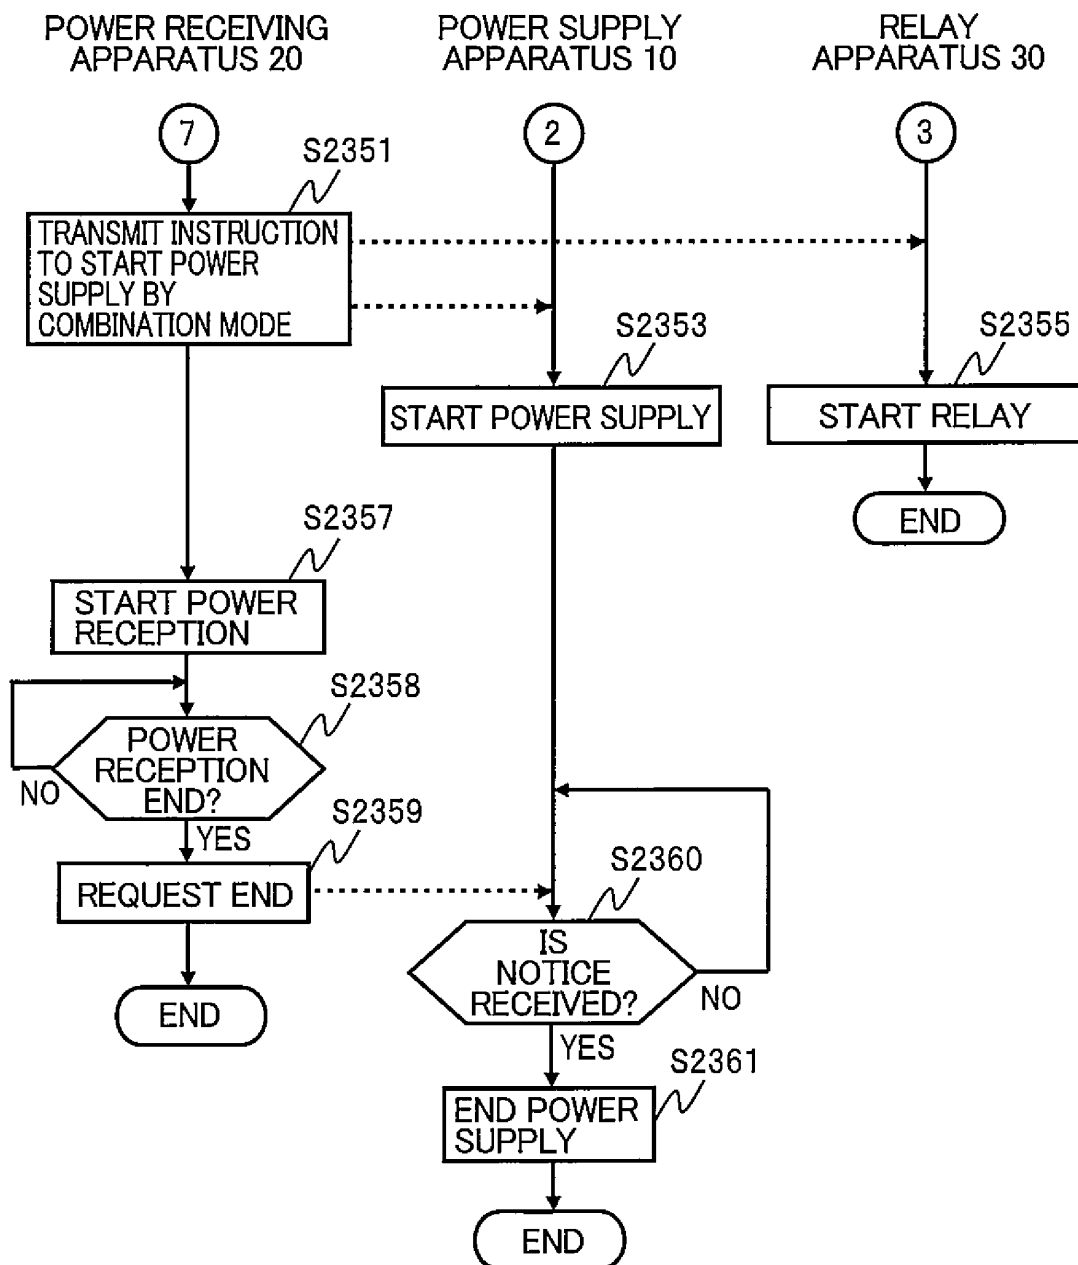 POWER RECEIVING
APPARATUS 20
POWER SUPPLY
APPARATUS 10
RELAY
APPARATUS 30
7
2
3
S2351
TRANSMIT INSTRUCTION
TO START POWER
SUPPLY BY
COMBINATION MODE
S2353
START POWER SUPPLY
S2355
START RELAY
END
S2357
START POWER
RECEPTION
S2358
POWER
RECEPTION
END?
NO
YES
S2359
REQUEST END
END
S2360
IS
NOTICE
RECEIVED?
NO
YES
S2361
END POWER
SUPPLY
END